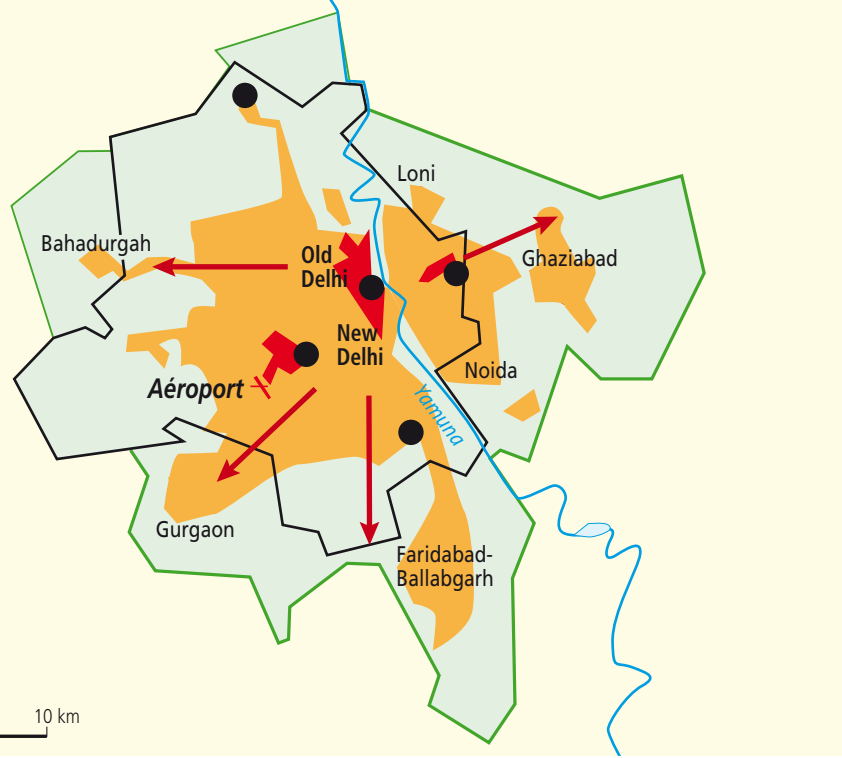 Loni
Bahadurgah
Old
Delhi
Ghaziabad
New
Delhi
Noida
Aéroport
Yamuna
Gurgaon
Faridabad-
Ballabgarh
10 km